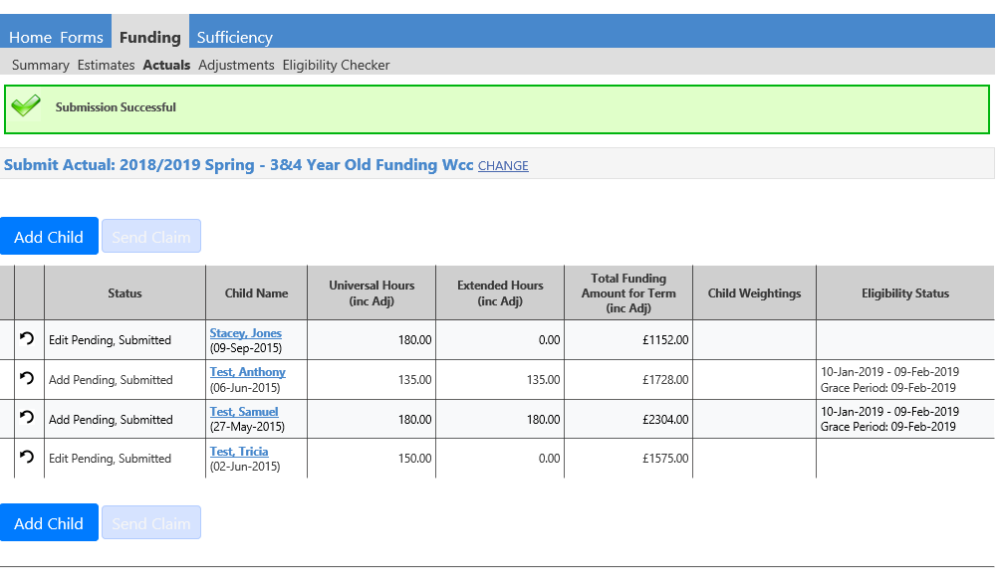 Home Forms Funding Sufficiency
Summary Estimates Actuals Adjustments Eligibility Checker
Submission Successful
Submit Actual: 2018/2019 Spring - 3&4 Year Old Funding Wcc CHANGE
Add Child Send Claim
Status Child Name Universal Hours (inc Adj) Extended Hours (inc Adj) Total Funding Amount for Term (inc Adj) Child Weightings Eligibility Status
Edit Pending, Submitted Stacey, Jones (09-Sep-2015) 180.00 0.00 £1152.00
Add Pending, Submitted Test, Anthony (06-Jun-2015) 135.00 135.00 £1728.00 10-Jan-2019 - 09-Feb-2019 Grace Period: 09-Feb-2019
Add Pending, Submitted Test, Samuel (27-May-2015) 180.00 180.00 £2304.00 10-Jan-2019 - 09-Feb-2019 Grace Period: 09-Feb-2019
Edit Pending, Submitted Test, Tricia (02-Jun-2015) 150.00 0.00 £1575.00
Add Child Send Claim